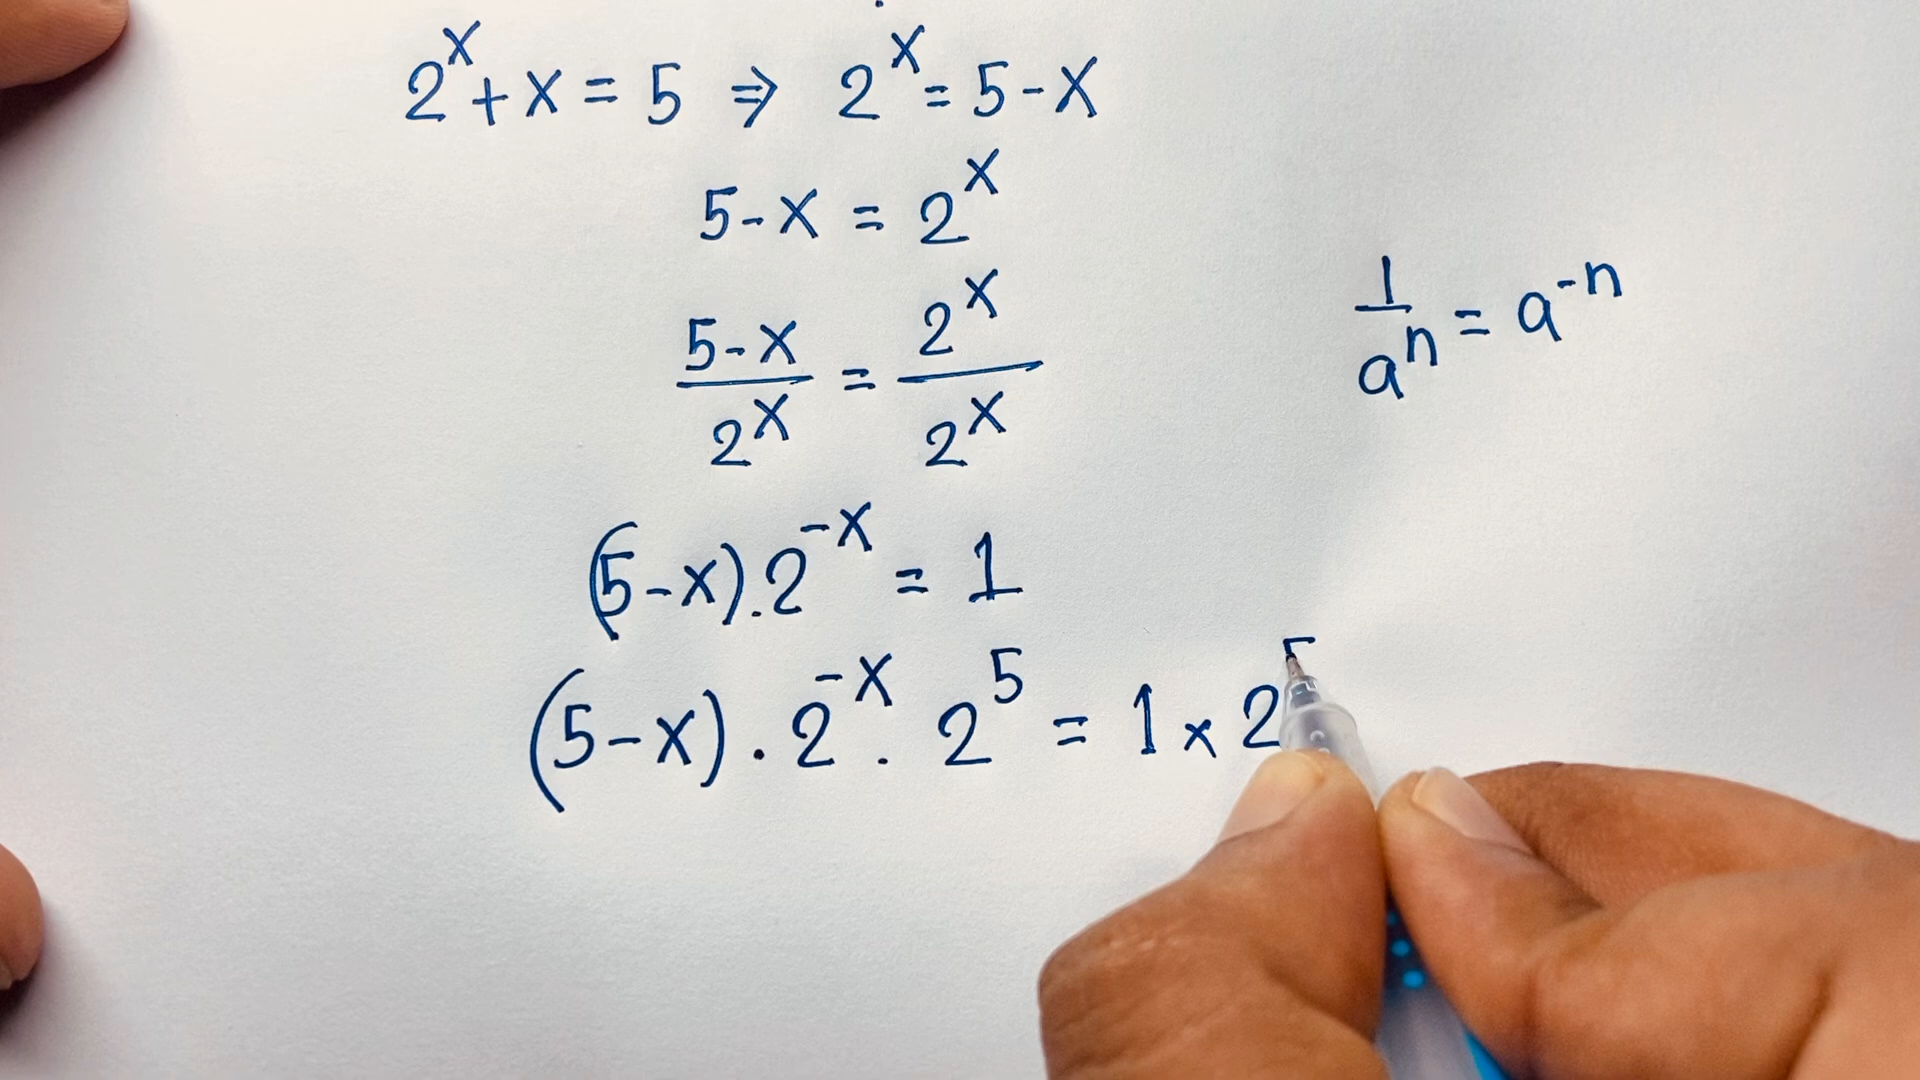 2^x + x = 5 ⇒ 2^x = 5 - x
5 - x = 2^x
(5 - x)/2^x = 2^x/2^x
1/a^n = a^-n
(5 - x) . 2^-x = 1
(5 - x) . 2^-x . 2^5 = 1 × 2^5